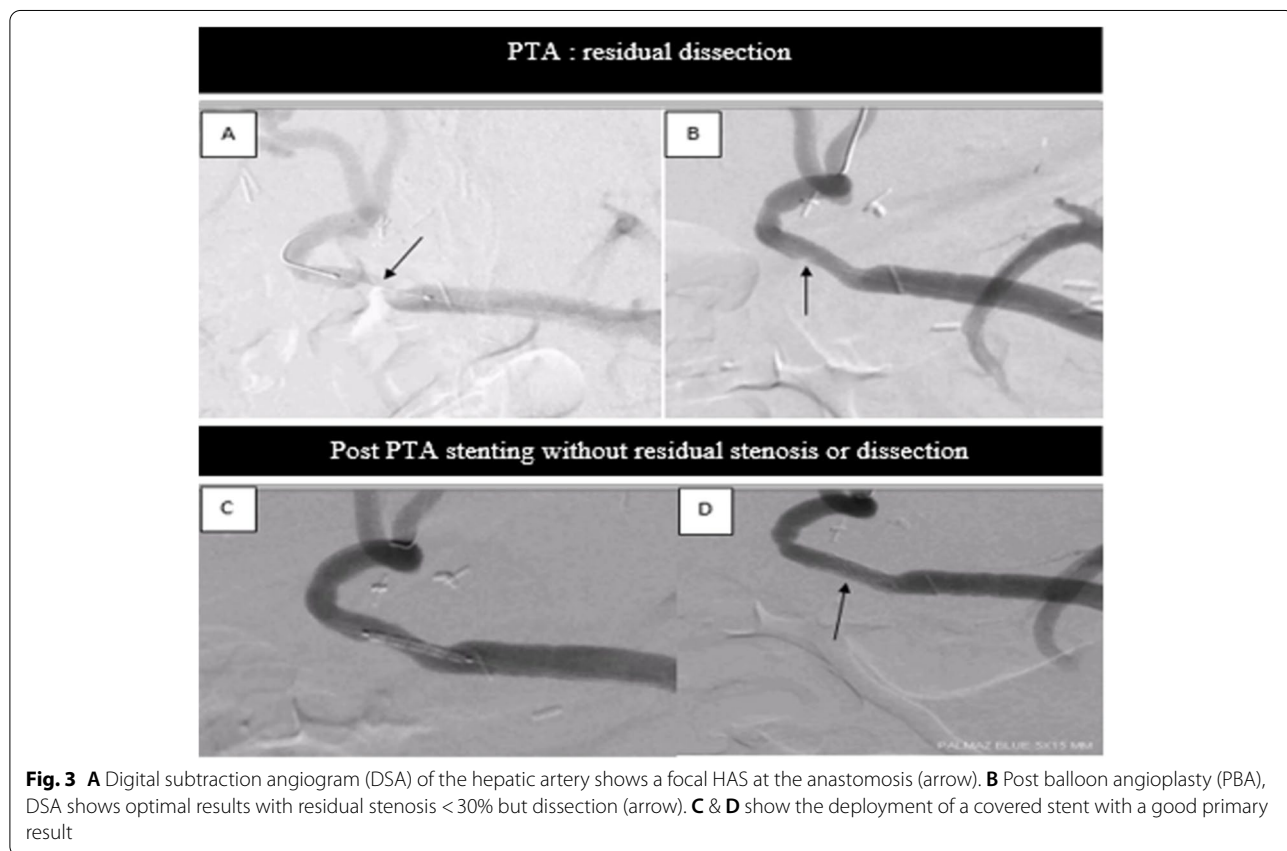 PTA : residual dissection
A
B
Post PTA stenting without residual stenosis or dissection
C
D
PALMAZ BLUE 5X15 MM
Fig. 3 A Digital subtraction angiogram (DSA) of the hepatic artery shows a focal HAS at the anastomosis (arrow). B Post balloon angioplasty (PBA),
DSA shows optimal results with residual stenosis < 30% but dissection (arrow). C & D show the deployment of a covered stent with a good primary
result